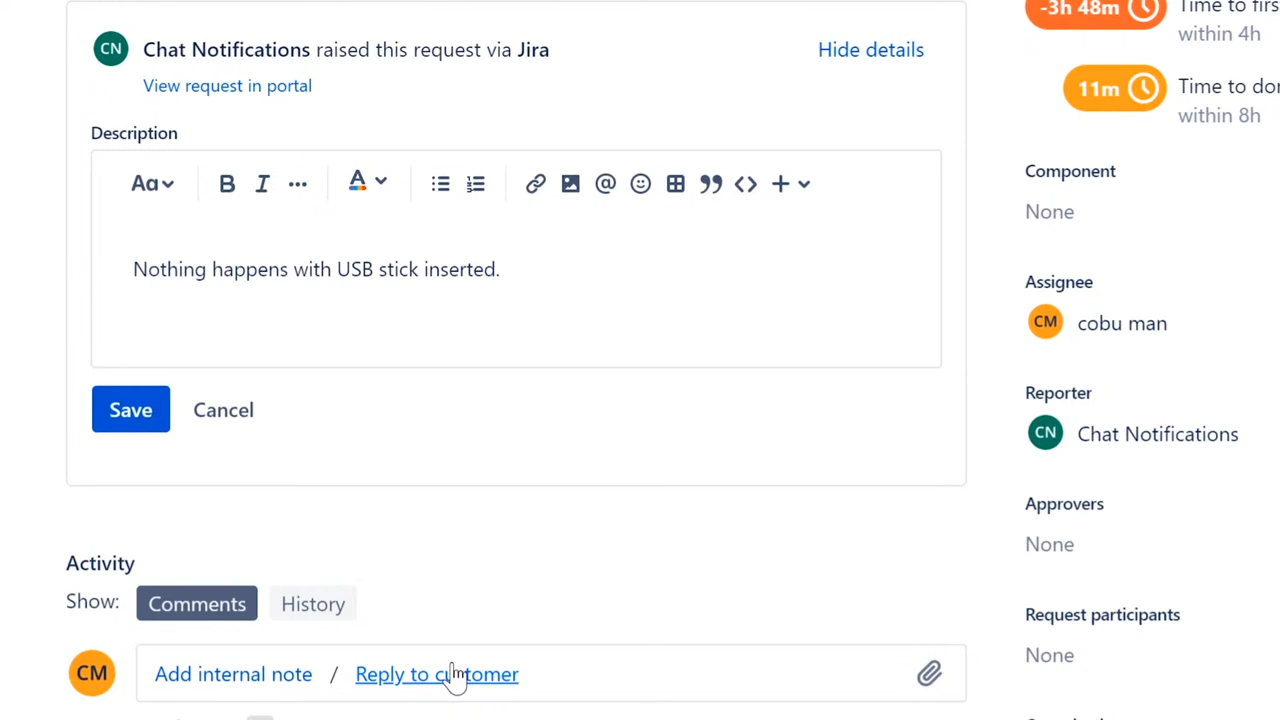 CN
Chat Notifications raised this request via Jira
Hide details
View request in portal
Description
Aa
B I ... A
Nothing happens with USB stick inserted.
Save Cancel
Activity
Show: Comments History
CM
Add internal note / Reply to customer
-3h 48m
Time to
within 4h
11m
Time to
within 8h
Component
None
Assignee
CM cobu man
Reporter
CN Chat Notifications
Approvers
None
Request participants
None